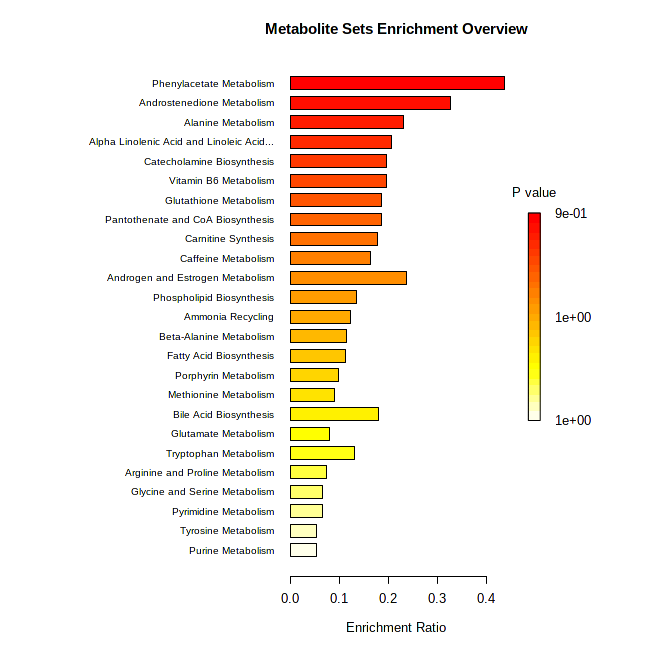 Metabolite Sets Enrichment Overview
Phenylacetate Metabolism
Androstenedione Metabolism
Alanine Metabolism
Alpha Linolenic Acid and Linoleic Acid...
Catecholamine Biosynthesis
Vitamin B6 Metabolism
Glutathione Metabolism
Pantothenate and CoA Biosynthesis
Carnitine Synthesis
Caffeine Metabolism
Androgen and Estrogen Metabolism
Phospholipid Biosynthesis
Ammonia Recycling
Beta-Alanine Metabolism
Fatty Acid Biosynthesis
Porphyrin Metabolism
Methionine Metabolism
Bile Acid Biosynthesis
Glutamate Metabolism
Tryptophan Metabolism
Arginine and Proline Metabolism
Glycine and Serine Metabolism
Pyrimidine Metabolism
Tyrosine Metabolism
Purine Metabolism
0.0 0.1 0.2 0.3 0.4
Enrichment Ratio
P value
9e-01
1e+00
1e+00